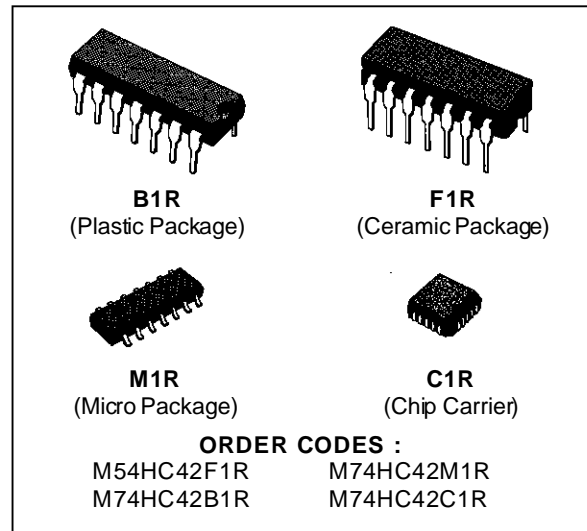 B1R
(Plastic Package)
F1R
(Ceramic Package)
M1R
(Micro Package)
C1R
(Chip Carrier)
ORDER CODES :
M54HC42F1R M74HC42M1R
M74HC42B1R M74HC42C1R